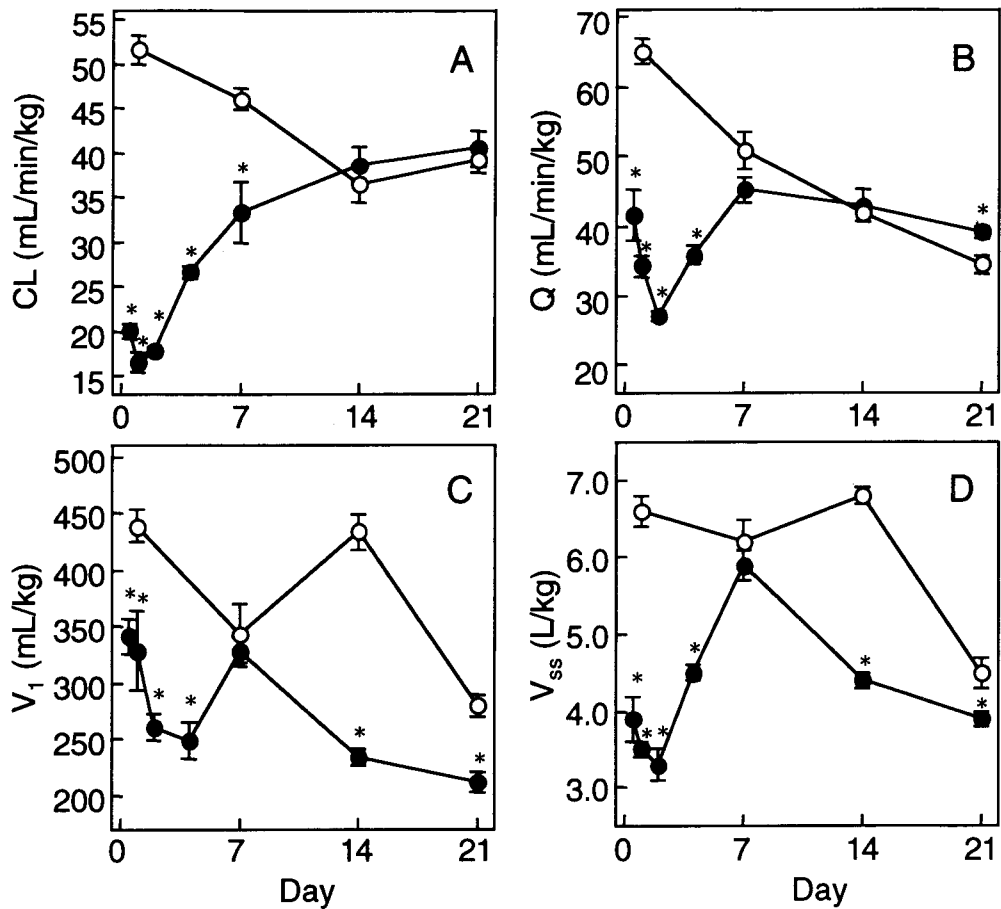 A
CL (mL/min/kg)
55
50
45
40
35
30
25
20
15
* * * * *
0 7 14 21
B
Q (mL/min/kg)
70
60
50
40
30
20
* * * * *
0 7 14 21
C
V1 (mL/kg)
500
450
400
350
300
250
200
* * * * * *
0 7 14 21
Day
D
Vss (L/kg)
7.0
6.0
5.0
4.0
3.0
* * * * * *
0 7 14 21
Day